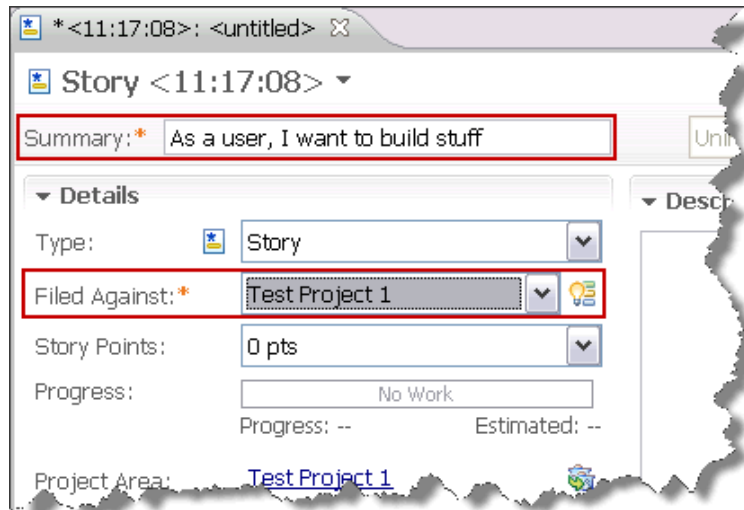 *<11:17:08>: <untitled>
Story <11:17:08>
Summary:* As a user, I want to build stuff
Details
Type: Story
Filed Against:* Test Project 1
Story Points: 0 pts
Progress: No Work
Progress: -- Estimated: --
Project Area: Test Project 1